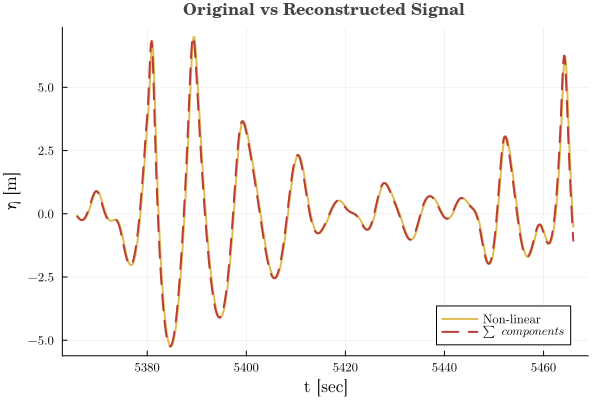 Original vs Reconstructed Signal
η [m]
5.0
2.5
0.0
−2.5
−5.0
5380
5400
5420
5440
5460
t [sec]
Non-linear
∑ components